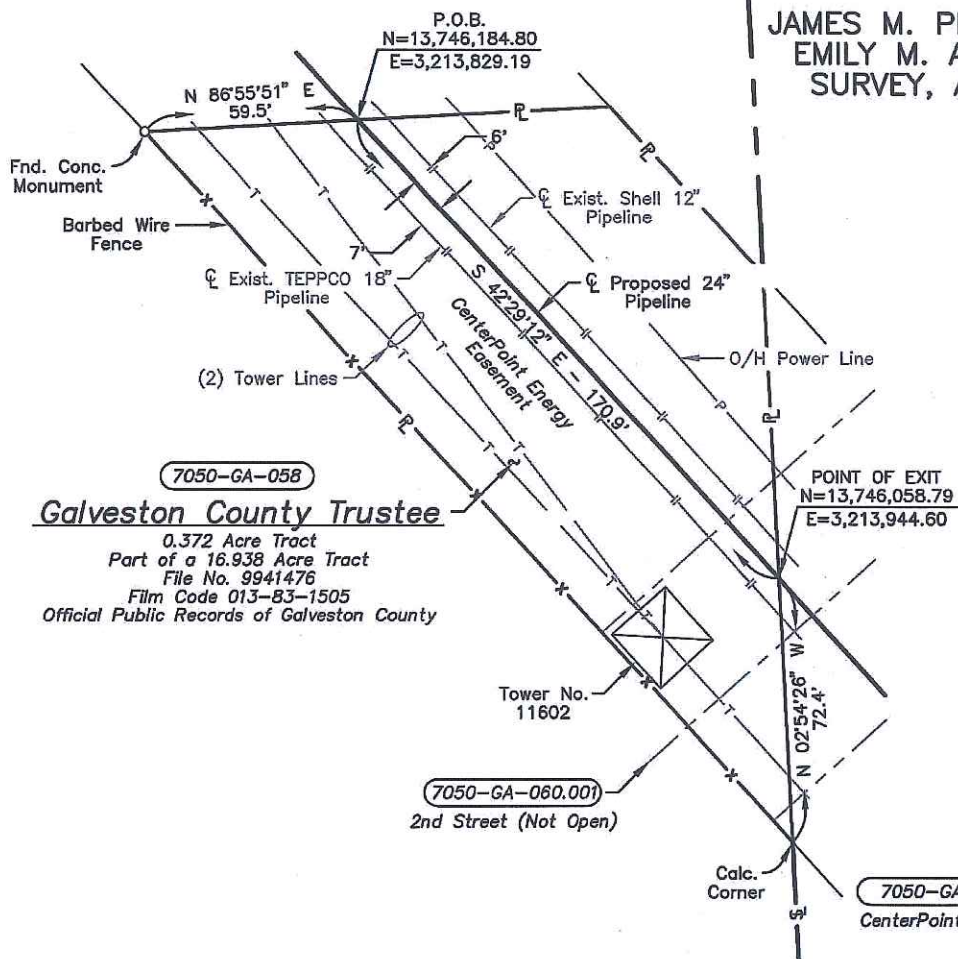 P.O.B.
N=13,746,184.80
E=3,213,829.19
JAMES M. P
EMILY M. A
SURVEY, A
N 86°55'51" E
59.5'
Fnd. Conc.
Monument
Barbed Wire
Fence
6'
℄ Exist. Shell 12"
Pipeline
7'
℄ Exist. TEPPCO 18"
Pipeline
℄ Proposed 24"
Pipeline
S 42°29'12" E - 170.9'
CenterPoint Energy
Easement
O/H Power Line
(2) Tower Lines
7050-GA-058
Galveston County Trustee
0.372 Acre Tract
Part of a 16.938 Acre Tract
File No. 9941476
Film Code 013-83-1505
Official Public Records of Galveston County
POINT OF EXIT
N=13,746,058.79
E=3,213,944.60
Tower No.
11602
N 02°54'26" W
72.4'
7050-GA-060.001
2nd Street (Not Open)
Calc.
Corner
7050-GA
CenterPoint